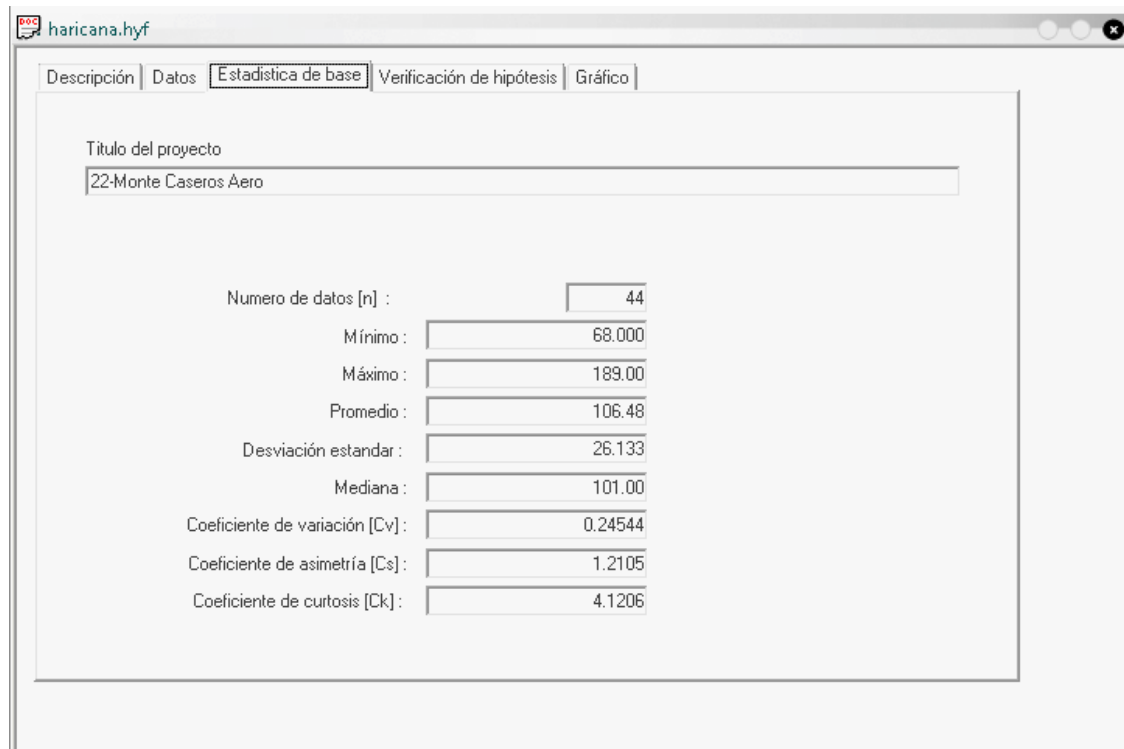 DOC haricana.hyf
Descripción Datos Estadistica de base Verificación de hipótesis Gráfico
Titulo del proyecto
22-Monte Caseros Aero
Numero de datos [n] : 44
Mínimo : 68.000
Máximo : 189.00
Promedio : 106.48
Desviación estandar : 26.133
Mediana : 101.00
Coeficiente de variación [Cv] : 0.24544
Coeficiente de asimetría [Cs] : 1.2105
Coeficiente de curtosis [Ck] : 4.1206